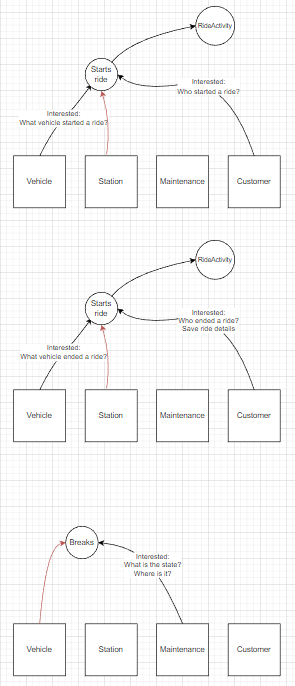 RideActivity
Starts
ride
Interested:
Who started a ride?
Interested:
What vehicle started a ride?
Vehicle
Station
Maintenance
Customer
RideActivity
Starts
ride
Interested:
Who ended a ride?
Save ride details
Interested:
What vehicle ended a ride?
Vehicle
Station
Maintenance
Customer
Breaks
Interested:
What is the state?
Where is it?
Vehicle
Station
Maintenance
Customer